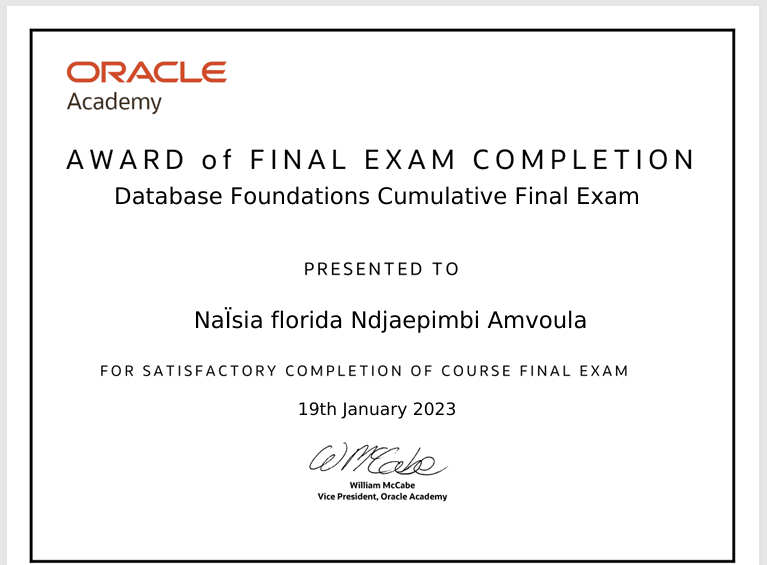 ORACLE
Academy
AWARD of FINAL EXAM COMPLETION
Database Foundations Cumulative Final Exam
PRESENTED TO
NaÏsia florida Ndjaepimbi Amvoula
FOR SATISFACTORY COMPLETION OF COURSE FINAL EXAM
19th January 2023
W McCabe
William McCabe
Vice President, Oracle Academy